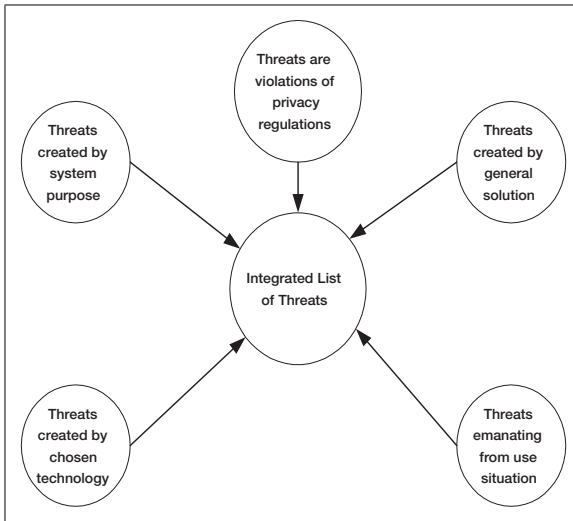 Threats are
violations of
privacy
regulations
Threats
created by
system
purpose
Threats
created by
general
solution
Integrated List
of Threats
Threats
created by
chosen
technology
Threats
emanating
from use
situation